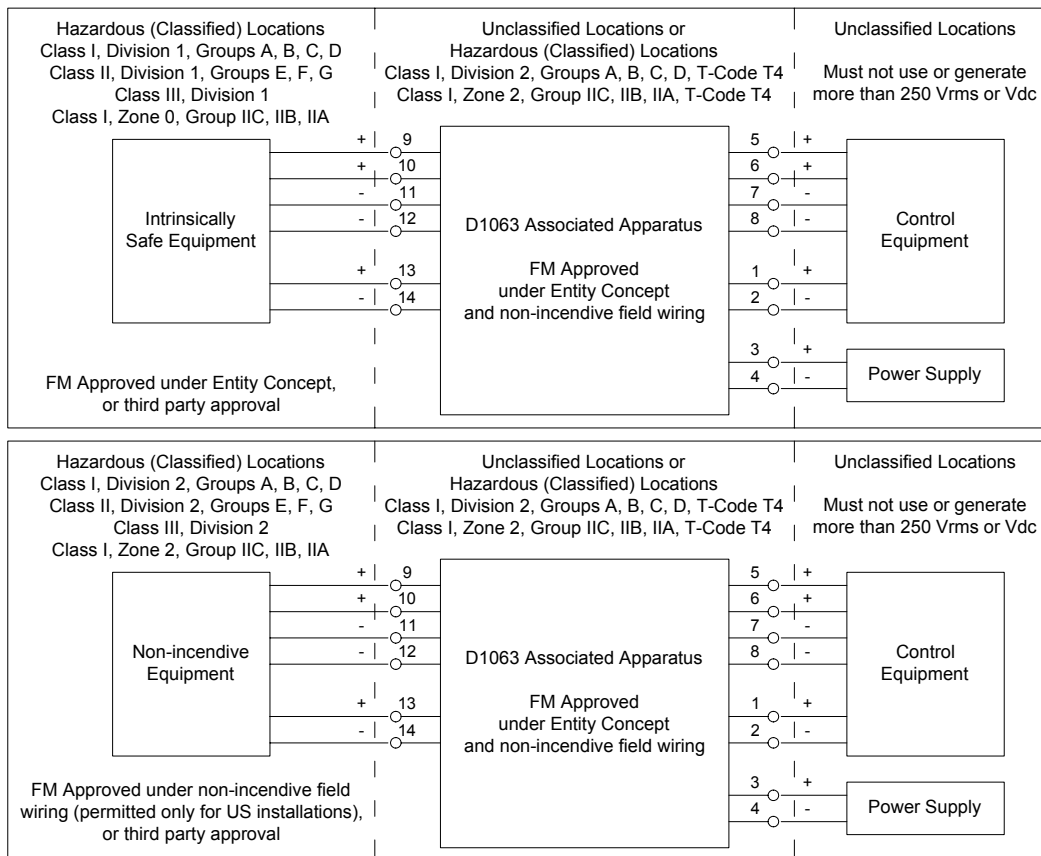 Hazardous (Classified) Locations
Class I, Division 1, Groups A, B, C, D
Class II, Division 1, Groups E, F, G
Class III, Division 1
Class I, Zone 0, Group IIC, IIB, IIA
Unclassified Locations or
Hazardous (Classified) Locations
Class I, Division 2, Groups A, B, C, D, T-Code T4
Class I, Zone 2, Group IIC, IIB, IIA, T-Code T4
Unclassified Locations
Must not use or generate
more than 250 Vrms or Vdc
+ 9
+ 10
- 11
- 12
+ 13
- 14
Intrinsically
Safe Equipment
D1063 Associated Apparatus
FM Approved
under Entity Concept
and non-incendive field wiring
5 +
6 +
7 -
8 -
1 +
2 -
3 +
4 -
Control
Equipment
Power Supply
FM Approved under Entity Concept,
or third party approval
Hazardous (Classified) Locations
Class I, Division 2, Groups A, B, C, D
Class II, Division 2, Groups E, F, G
Class III, Division 2
Class I, Zone 2, Group IIC, IIB, IIA
Unclassified Locations or
Hazardous (Classified) Locations
Class I, Division 2, Groups A, B, C, D, T-Code T4
Class I, Zone 2, Group IIC, IIB, IIA, T-Code T4
Unclassified Locations
Must not use or generate
more than 250 Vrms or Vdc
+ 9
+ 10
- 11
- 12
+ 13
- 14
Non-incendive
Equipment
D1063 Associated Apparatus
FM Approved
under Entity Concept
and non-incendive field wiring
5 +
6 +
7 -
8 -
1 +
2 -
3 +
4 -
Control
Equipment
Power Supply
FM Approved under non-incendive field
wiring (permitted only for US installations),
or third party approval